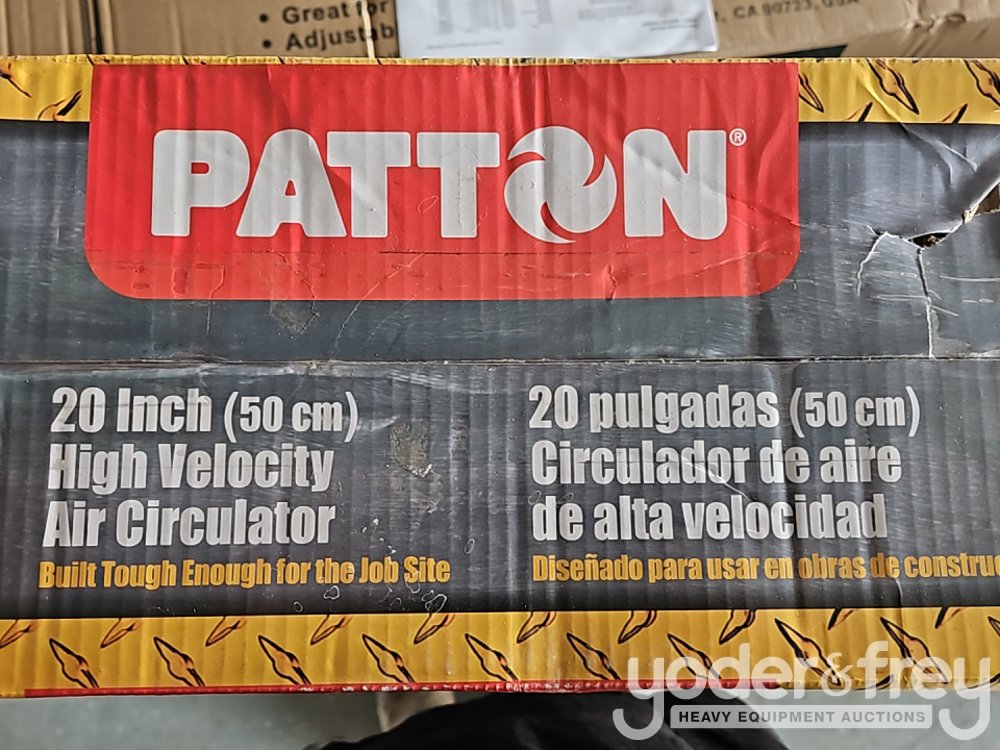 • Great for
• Adjustab
, CA 90723, USA
PATTON®
20 Inch (50 cm)
High Velocity
Air Circulator
Built Tough Enough for the Job Site
20 pulgadas (50 cm)
Circulador de aire
de alta velocidad
Diseñado para usar en obras de construc
yoder&frey
HEAVY EQUIPMENT AUCTIONS